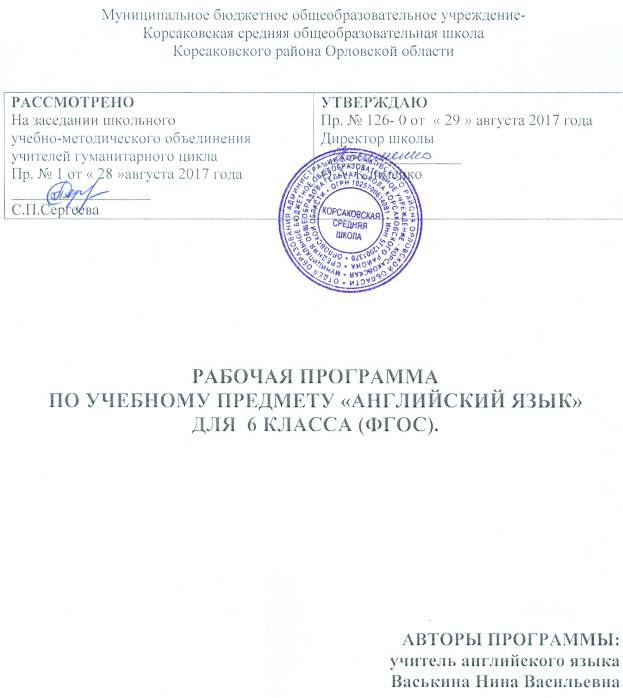 Муниципальное бюджетное общеобразовательное учреждение-
Корсаковская средняя общеобразовательная школа
Корсаковского района Орловской области
РАССМОТРЕНО
На заседании школьного
учебно-методического объединения
учителей гуманитарного цикла
Пр. № 1 от « 28 »августа 2017 года
С.П.Сергеева
УТВЕРЖДАЮ
Пр. № 126- 0 от « 29 » августа 2017 года
Директор школы
КОРСАКОВСКАЯ
СРЕДНЯЯ
ШКОЛА
РАБОЧАЯ ПРОГРАММА
ПО УЧЕБНОМУ ПРЕДМЕТУ «АНГЛИЙСКИЙ ЯЗЫК»
ДЛЯ 6 КЛАССА (ФГОС).
АВТОРЫ ПРОГРАММЫ:
учитель английского языка
Васькина Нина Васильевна